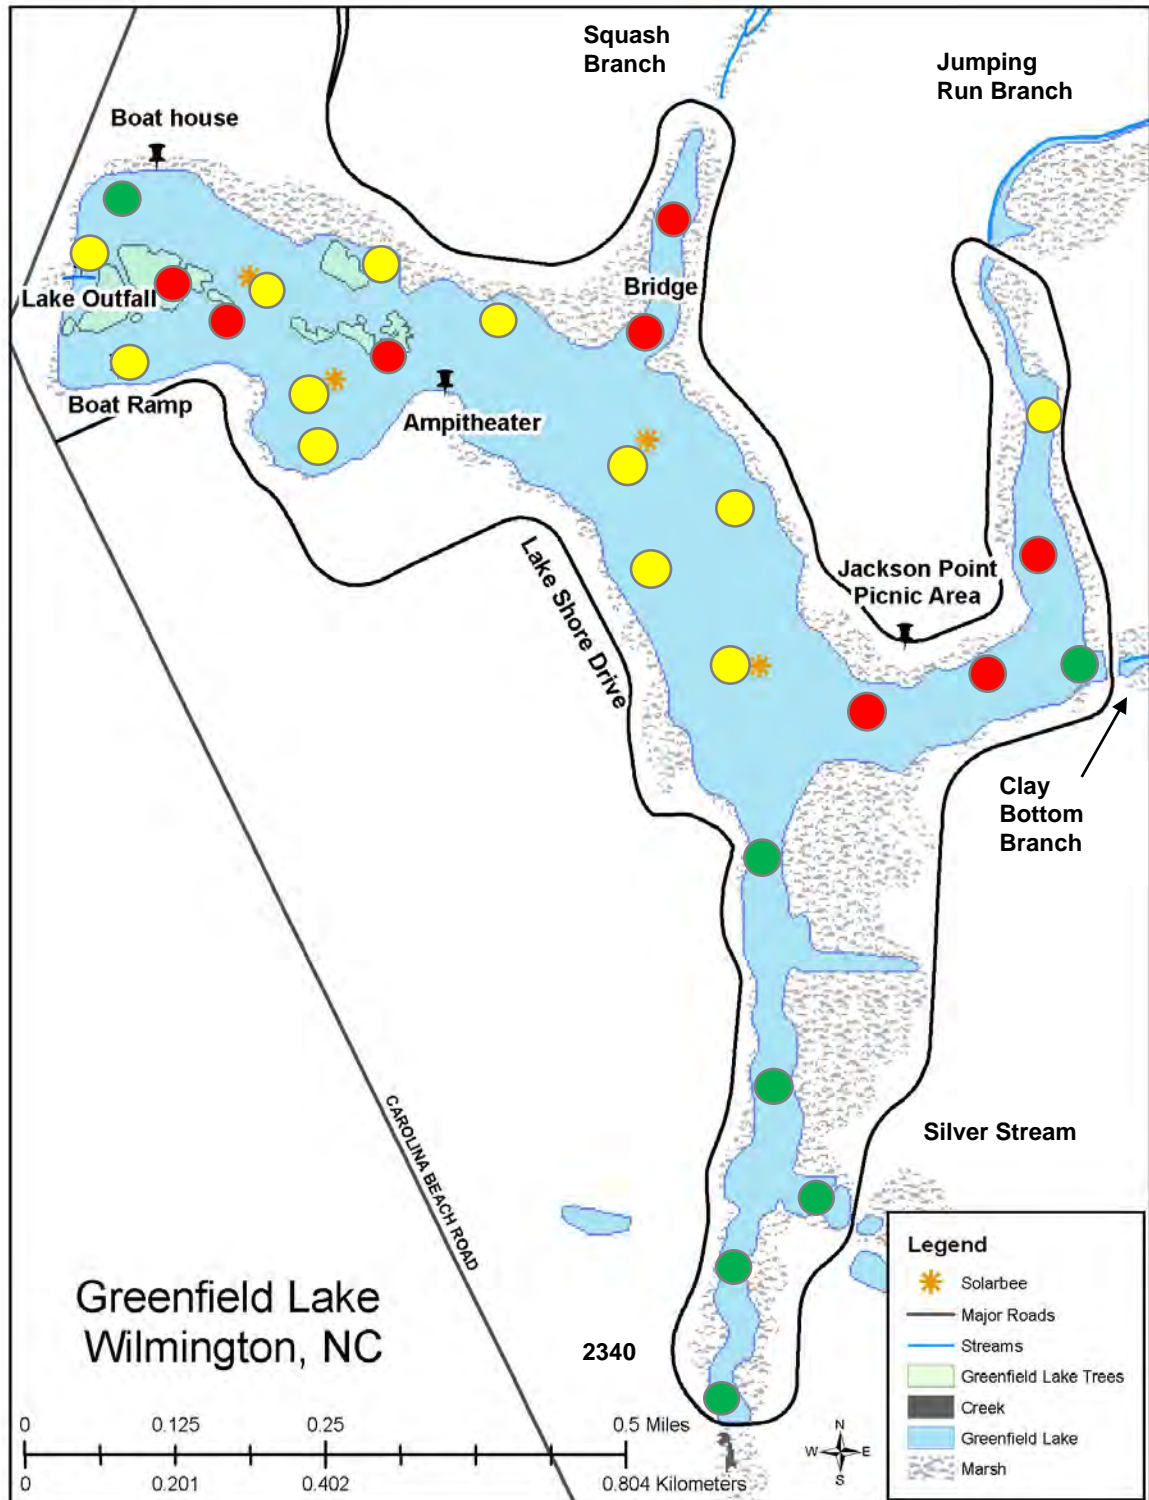 Squash
Branch
Jumping
Run Branch
Boat house
Bridge
Lake Outfall
Boat Ramp
Ampitheater
Lake Shore Drive
Jackson Point
Picnic Area
Clay
Bottom
Branch
CAROLINA BEACH ROAD
Silver Stream
Greenfield Lake
Wilmington, NC
2340
0 0.125 0.25 0.5 Miles
0 0.201 0.402 0.804 Kilometers
N
W E
S
Legend
Solarbee
Major Roads
Streams
Greenfield Lake Trees
Creek
Greenfield Lake
Marsh